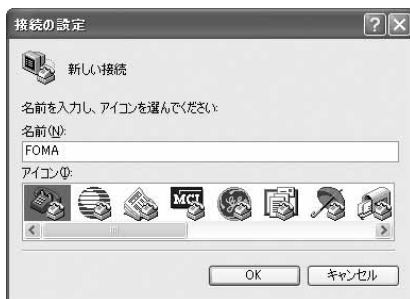 接続の設定
新しい接続
名前を入力し、アイコンを選んでください:
名前(N):
FOMA
アイコン(I):
MCI
OK キャンセル